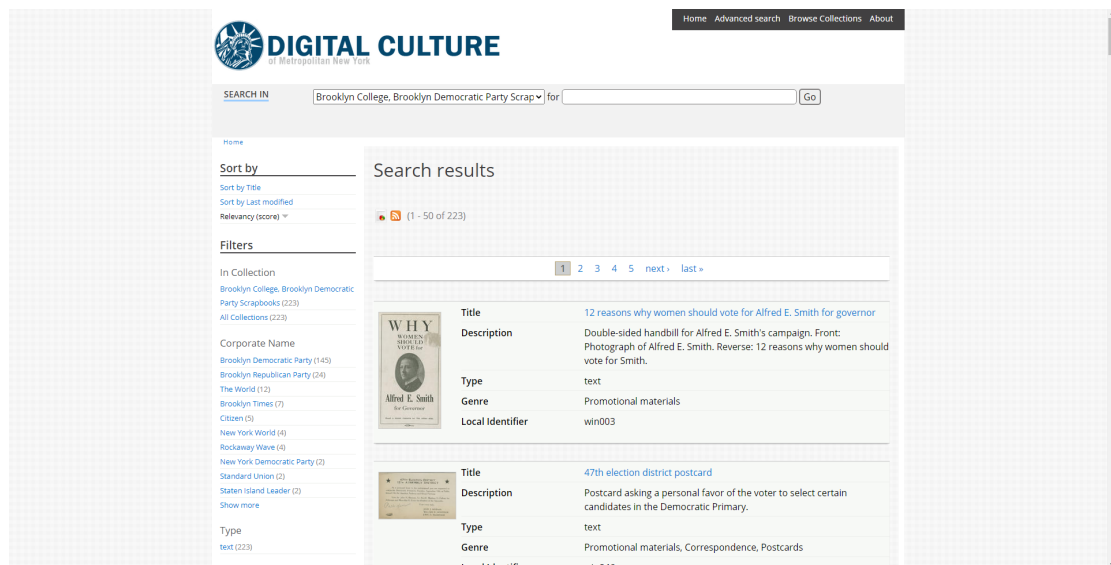 Home Advanced search Browse Collections About
DIGITAL CULTURE
of Metropolitan New York
SEARCH IN
Brooklyn College, Brooklyn Democratic Party Scrap for Go
Home
Sort by
Sort by Title
Sort by Last modified
Relevancy (score)
Filters
In Collection
Brooklyn College, Brooklyn Democratic
Party Scrapbooks (223)
All Collections (223)
Corporate Name
Brooklyn Democratic Party (145)
Brooklyn Republican Party (24)
The World (12)
Brooklyn Times (7)
Citizen (5)
New York World (4)
Rockaway Wave (4)
New York Democratic Party (2)
Standard Union (2)
Staten Island Leader (2)
Show more
Type
text (223)
Search results
(1 - 50 of 223)
1 2 3 4 5 next › last »
WHY
WOMEN
SHOULD
VOTE for
Alfred E. Smith
for Governor
Title 12 reasons why women should vote for Alfred E. Smith for governor
Description Double-sided handbill for Alfred E. Smith's campaign. Front:
Photograph of Alfred E. Smith. Reverse: 12 reasons why women should
vote for Smith.
Type text
Genre Promotional materials
Local Identifier win003
Title 47th election district postcard
Description Postcard asking a personal favor of the voter to select certain
candidates in the Democratic Primary.
Type text
Genre Promotional materials, Correspondence, Postcards